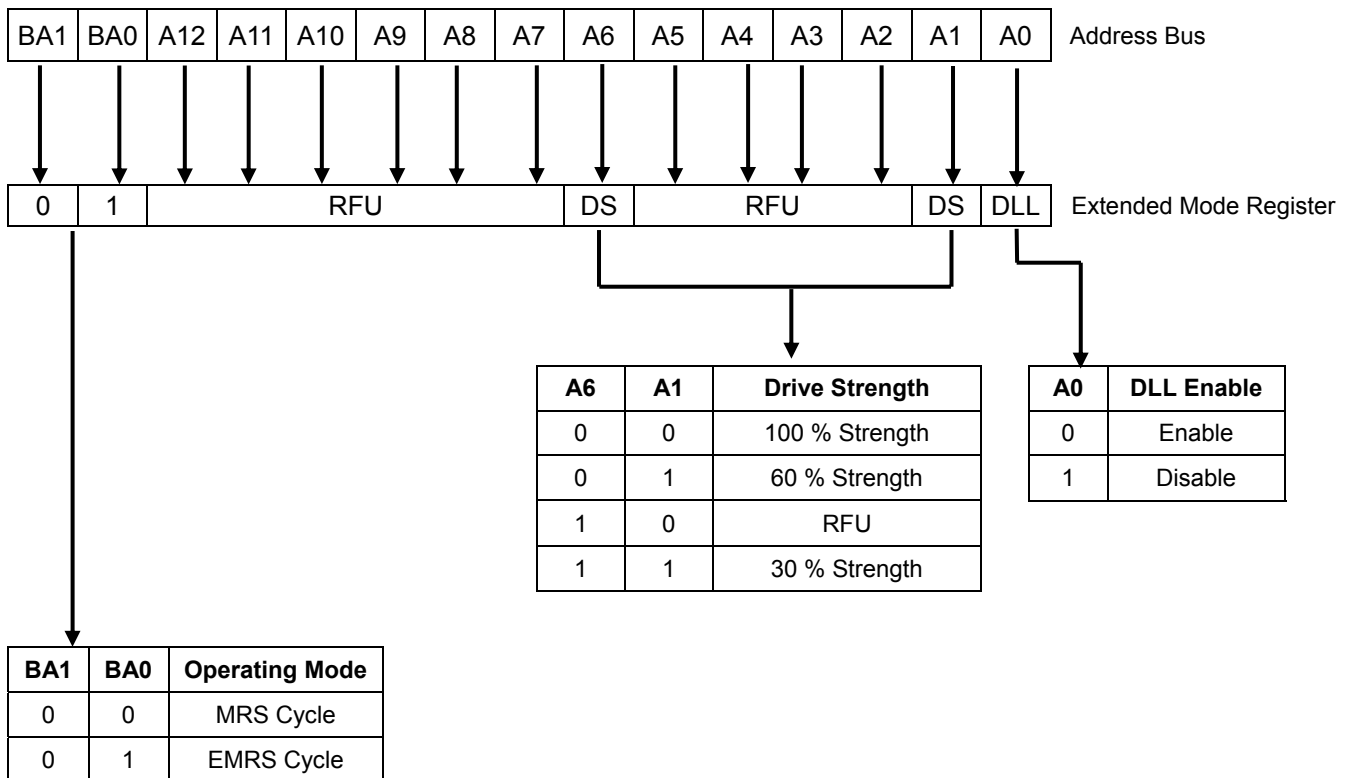 BA1 BA0 A12 A11 A10 A9 A8 A7 A6 A5 A4 A3 A2 A1 A0 Address Bus
0 1 RFU DS RFU DS DLL Extended Mode Register
A6 A1 Drive Strength
0 0 100 % Strength
0 1 60 % Strength
1 0 RFU
1 1 30 % Strength
A0 DLL Enable
0 Enable
1 Disable
BA1 BA0 Operating Mode
0 0 MRS Cycle
0 1 EMRS Cycle